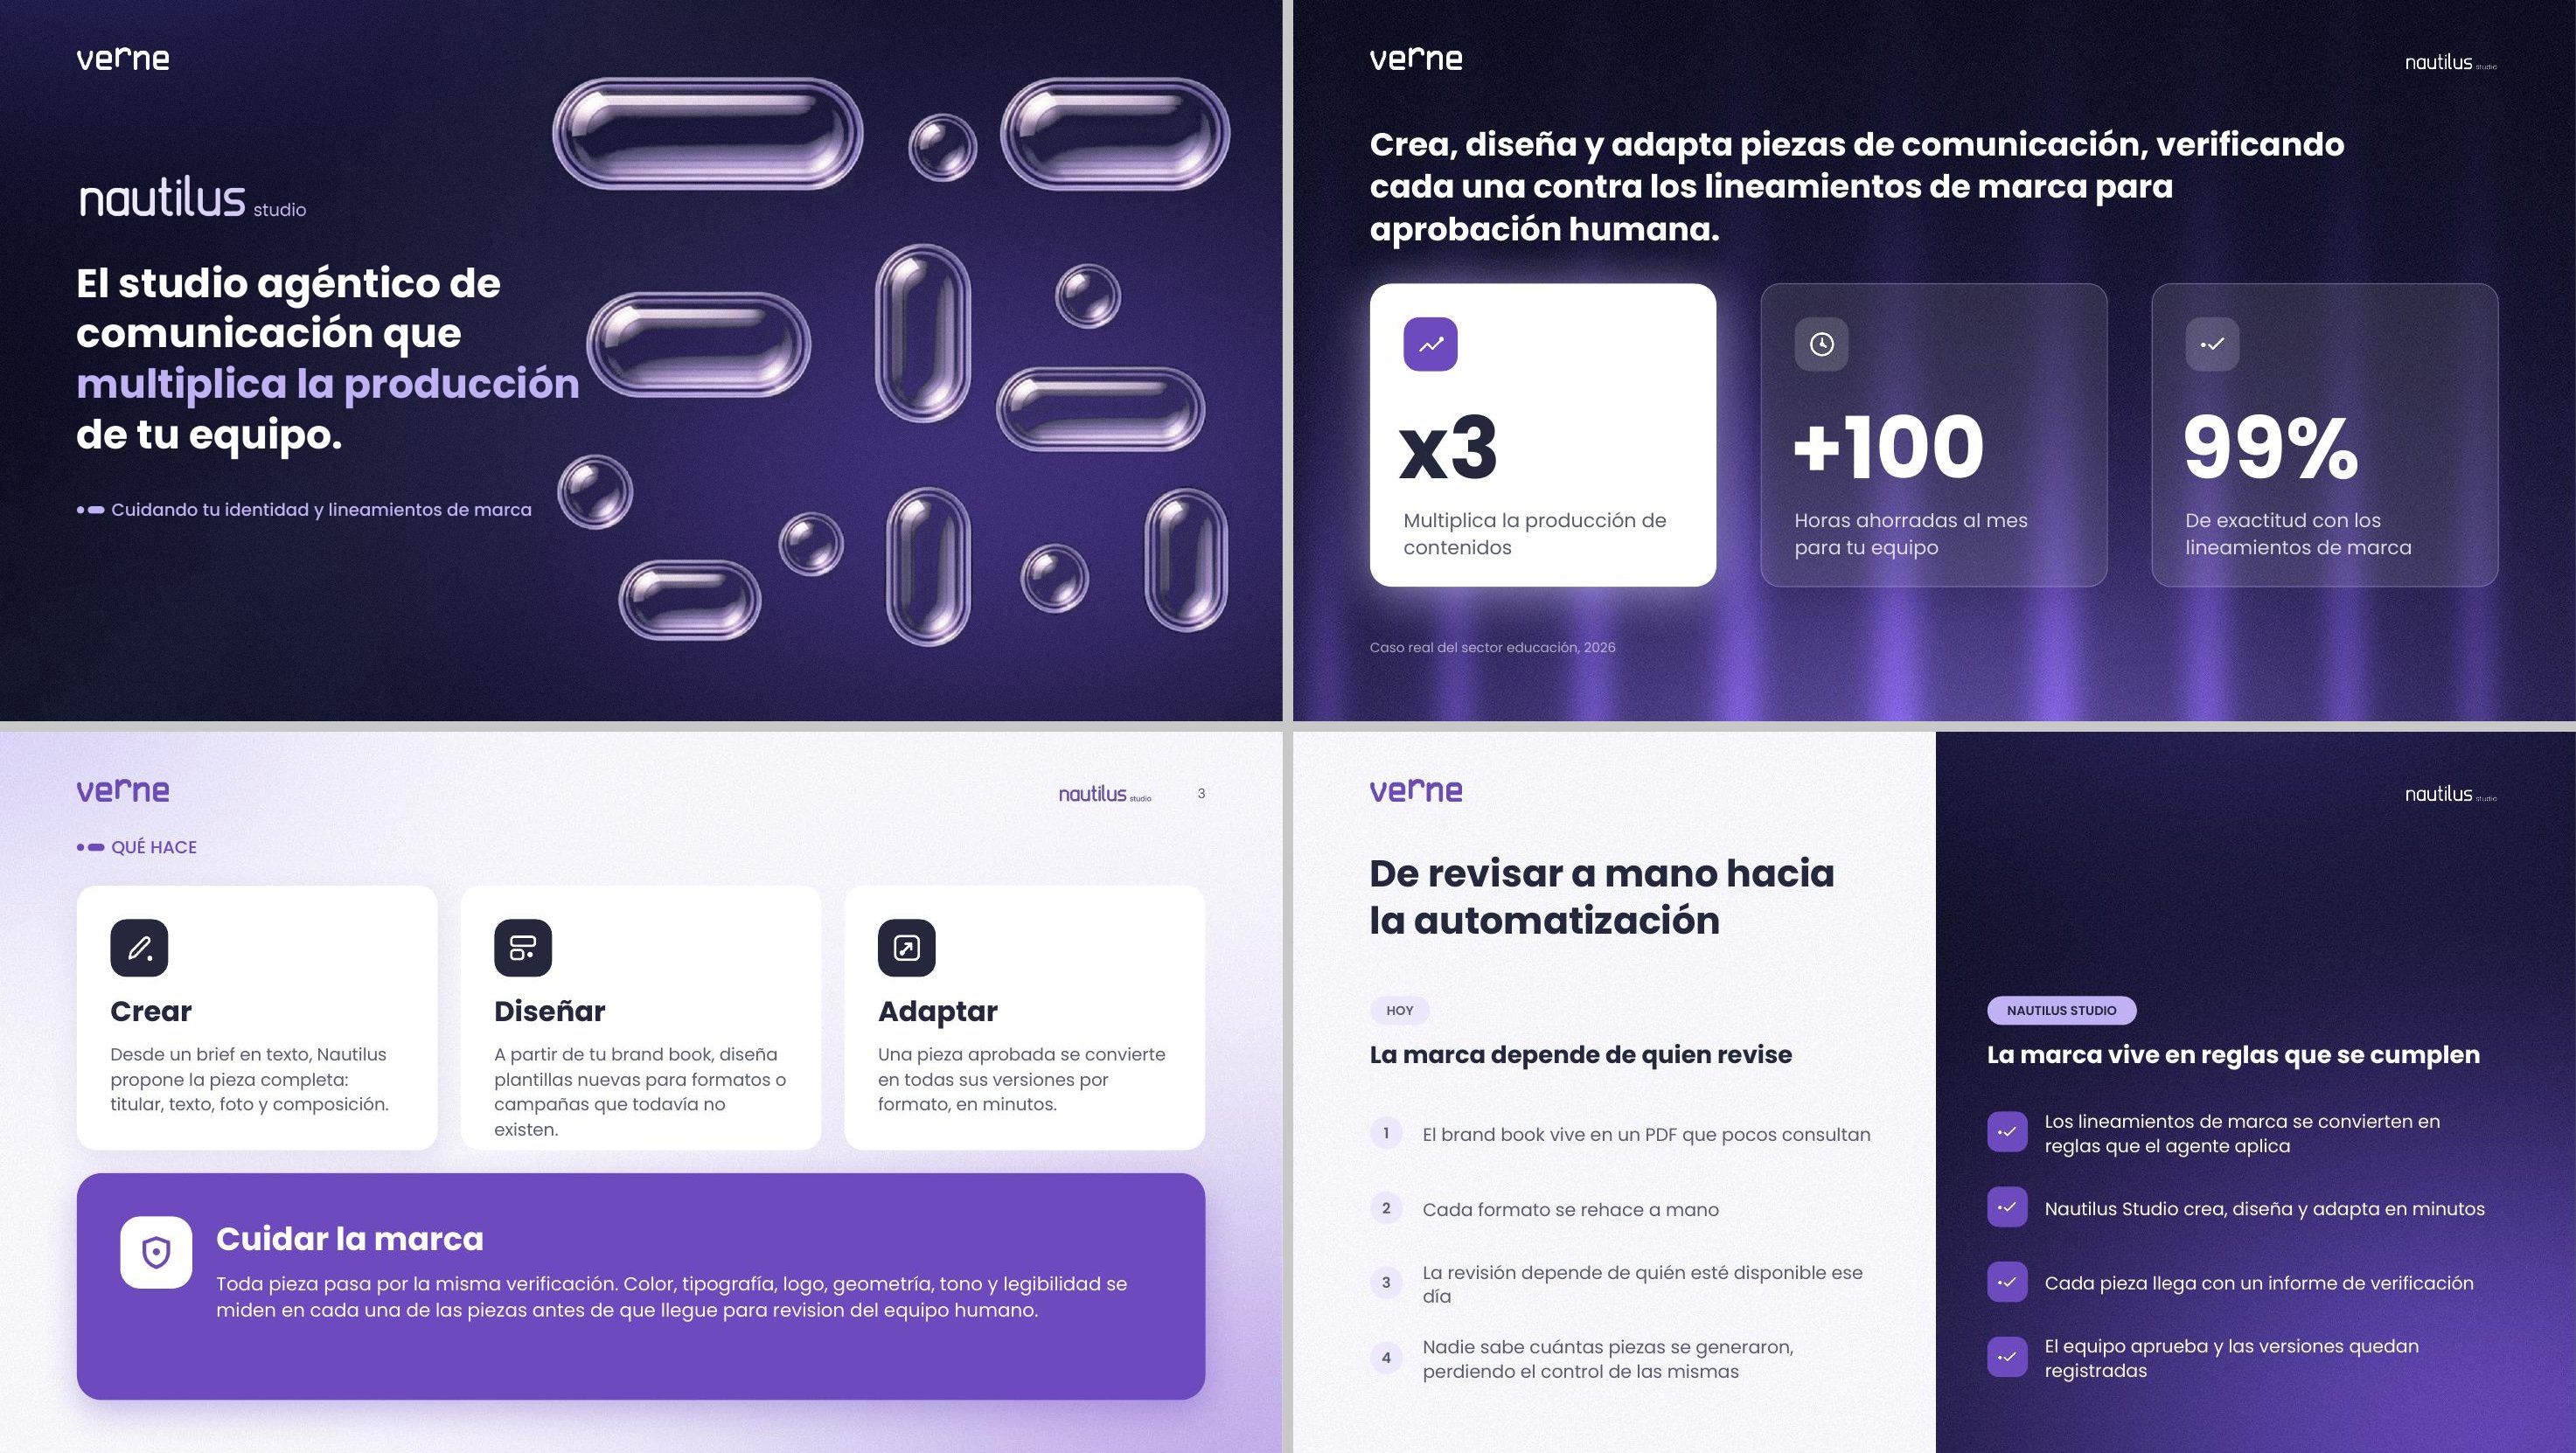 verne
nautilus studio
El studio agéntico de
comunicación que
multiplica la producción
de tu equipo.
Cuidando tu identidad y lineamientos de marca
verne
nautilus studio
Crea, diseña y adapta piezas de comunicación, verificando
cada una contra los lineamientos de marca para
aprobación humana.
x3
Multiplica la producción de
contenidos
+100
Horas ahorradas al mes
para tu equipo
99%
De exactitud con los
lineamientos de marca
Caso real del sector educación, 2026
verne
nautilus studio
3
QUÉ HACE
Crear
Desde un brief en texto, Nautilus
propone la pieza completa:
titular, texto, foto y composición.
Diseñar
A partir de tu brand book, diseña
plantillas nuevas para formatos o
campañas que todavía no
existen.
Adaptar
Una pieza aprobada se convierte
en todas sus versiones por
formato, en minutos.
Cuidar la marca
Toda pieza pasa por la misma verificación. Color, tipografía, logo, geometría, tono y legibilidad se
miden en cada una de las piezas antes de que llegue para revision del equipo humano.
verne
nautilus studio
De revisar a mano hacia
la automatización
HOY
La marca depende de quien revise
1
El brand book vive en un PDF que pocos consultan
2
Cada formato se rehace a mano
3
La revisión depende de quién esté disponible ese
día
4
Nadie sabe cuántas piezas se generaron,
perdiendo el control de las mismas
NAUTILUS STUDIO
La marca vive en reglas que se cumplen
Los lineamientos de marca se convierten en
reglas que el agente aplica
Nautilus Studio crea, diseña y adapta en minutos
Cada pieza llega con un informe de verificación
El equipo aprueba y las versiones quedan
registradas